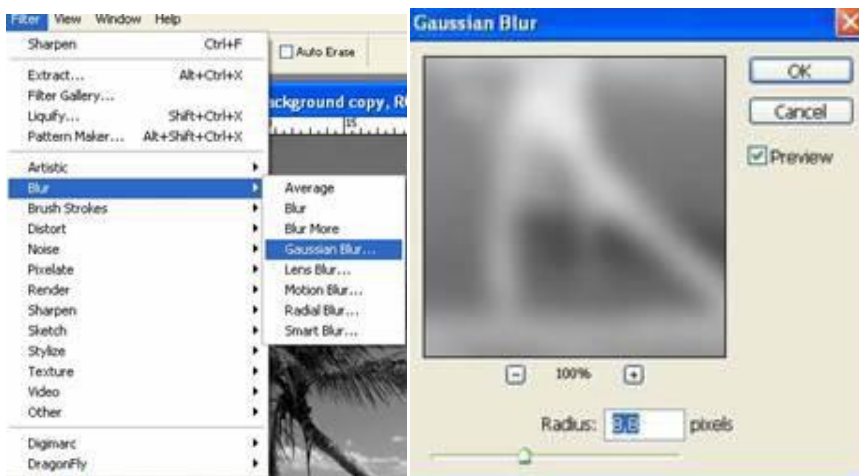 Filter View Window Help
Sharpen Ctrl+F
Auto Erase
Extract... Alt+Ctrl+X
Filter Gallery...
Liquify... Shift+Ctrl+X
Pattern Maker... Alt+Shift+Ctrl+X
ackground copy, R
15
Artistic
Blur
Brush Strokes
Distort
Noise
Pixelate
Render
Sharpen
Sketch
Stylize
Texture
Video
Other
Digimarc
DragonFly
Average
Blur
Blur More
Gaussian Blur...
Lens Blur...
Motion Blur...
Radial Blur...
Smart Blur...
Gaussian Blur
OK
Cancel
Preview
100%
Radius: pixels